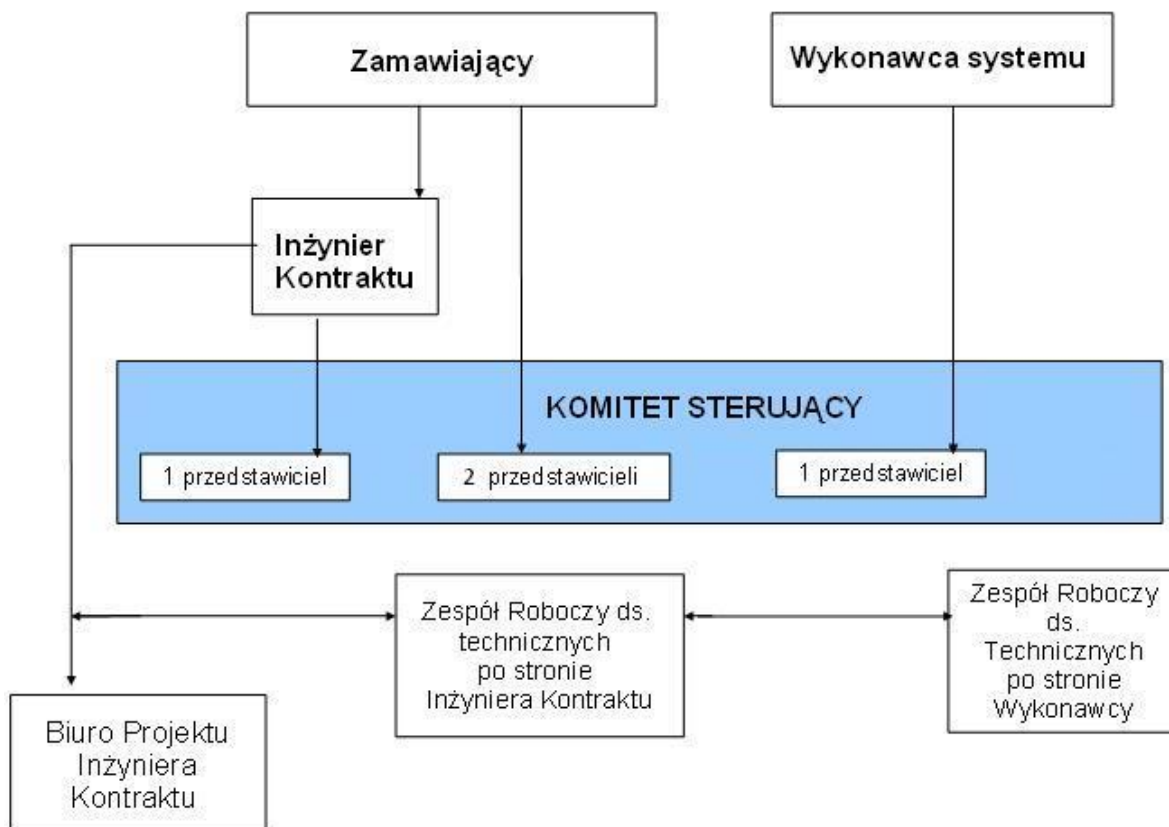 Zamawiający
Wykonawca systemu
Inżynier
Kontraktu
KOMITET STERUJĄCY
1 przedstawiciel
2 przedstawicieli
1 przedstawiciel
Zespół Roboczy ds.
technicznych
po stronie
Inżyniera Kontraktu
Zespół Roboczy
ds.
Technicznych
po stronie
Wykonawcy
Biuro Projektu
Inżyniera
Kontraktu